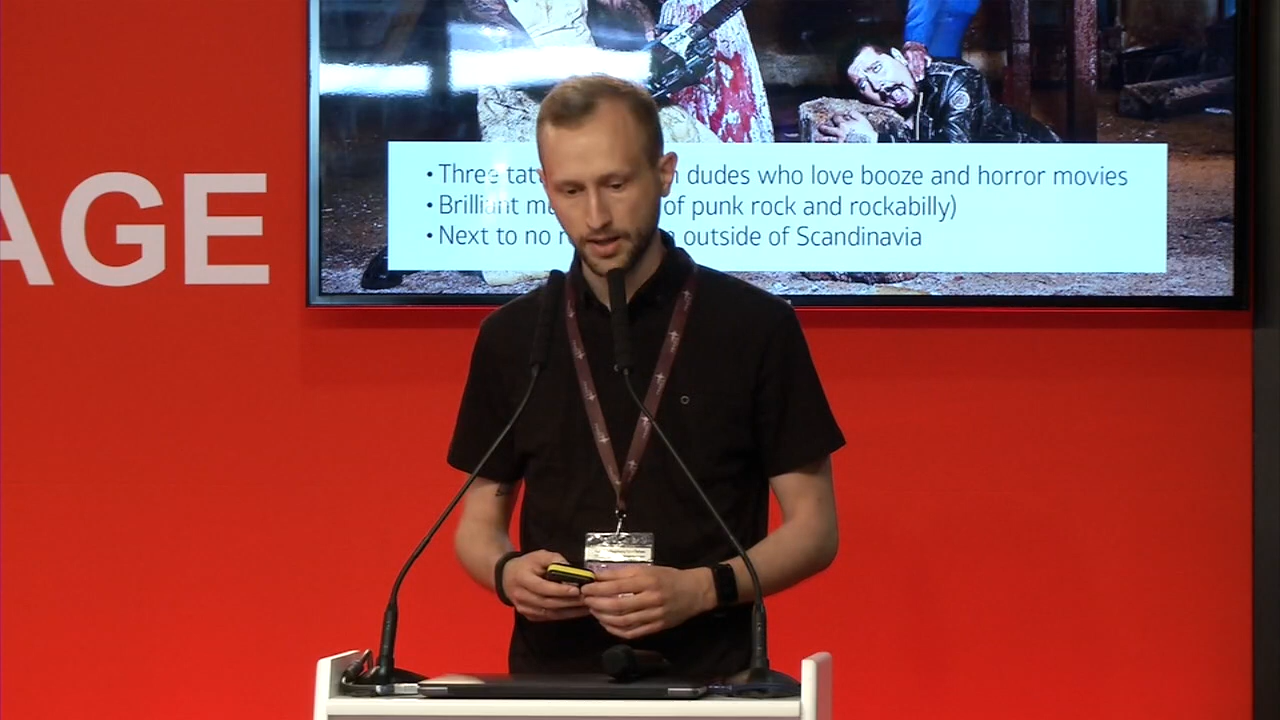 AGE
• Three tat dudes who love booze and horror movies
• Brilliant m of punk rock and rockabilly)
• Next to no outside of Scandinavia